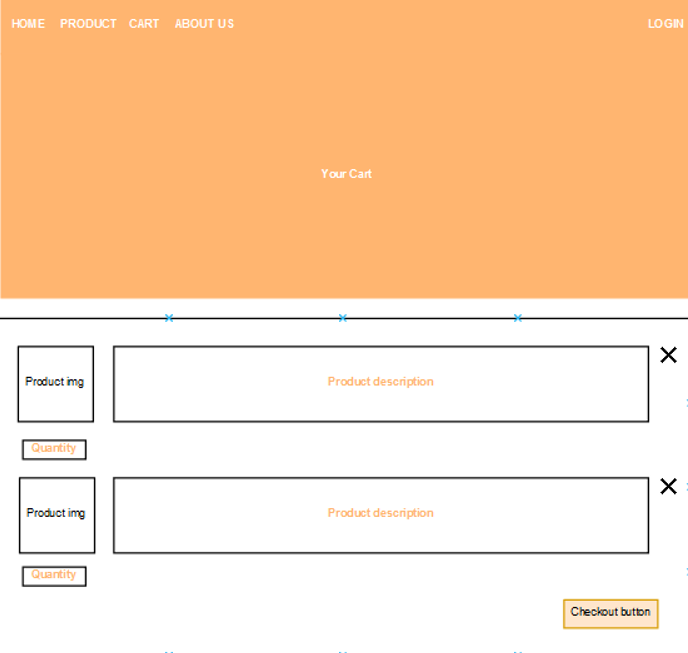 HOME PRODUCT CART ABOUT US LOGIN
Your Cart
Product img Product description
Quantity
Product img Product description
Quantity
Checkout button